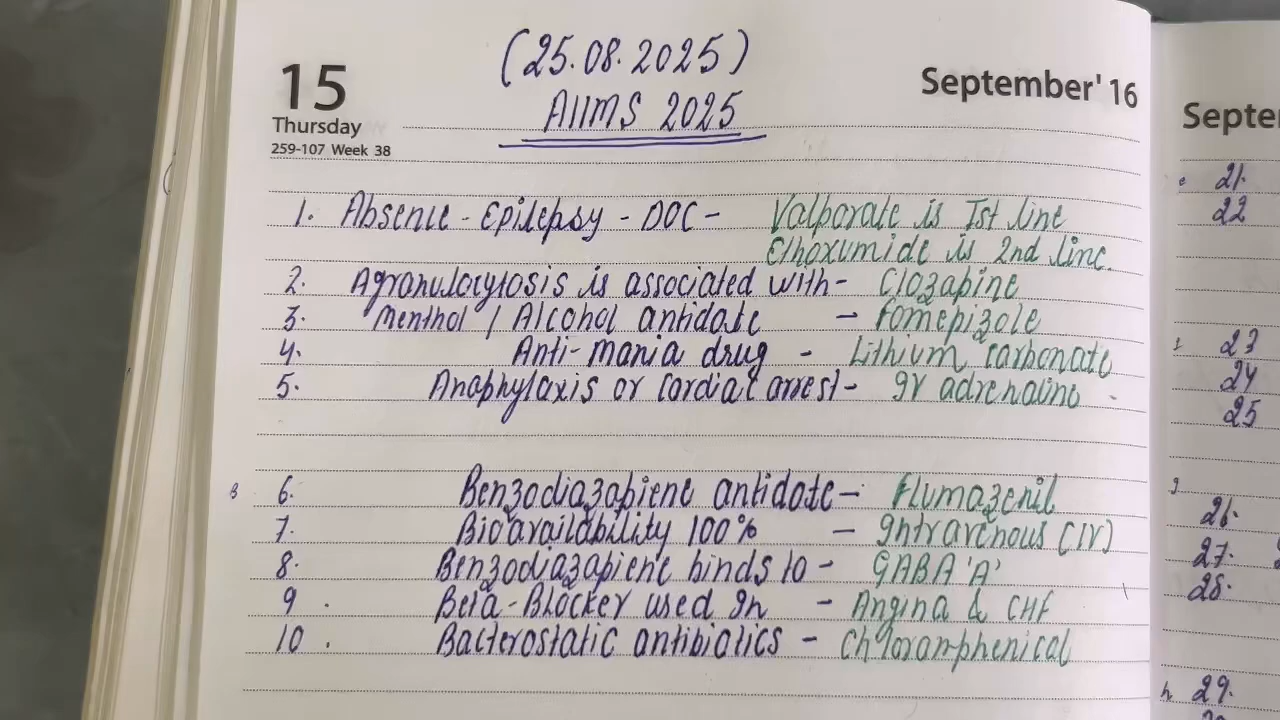 (25.08.2025)
15 September' 16 Septe
AIIMS 2025
Thursday
259-107 Week 38
1. Absence - Epilepsy - DOC - Valporate is Ist line
Ethoxumide is 2nd line.
2. Agranulocytosis is associated with - Clozapine
3. Menthol / Alcohol antidate - Fomepizole
4. Anti-mania drug - Lithium carbonate
5. Anaphylaxis or Cardiat arrest - IV adrenaline
6. Benzodiazapiene antidote - Flumazenil
7. Bioavailability 100% - Intravenous (IV)
8. Benzodiazapiene binds to - GABA 'A'
9. Beta-Blocker used In - Angina & CHF
10. Bacterostatic antibiotics - Chloramphenical
21.
22
23
24
25
26.
27.
28.
29.